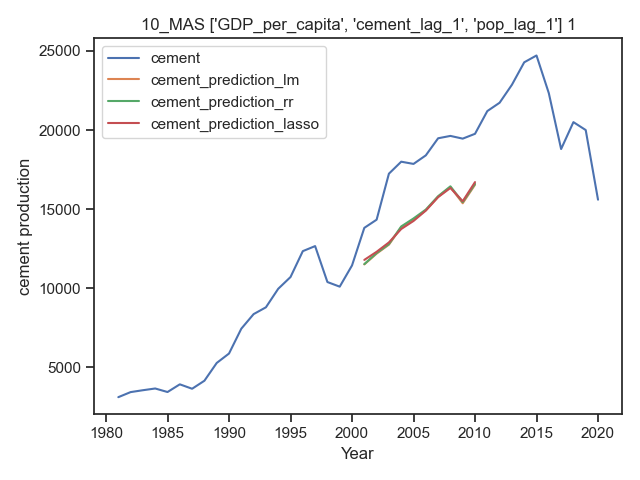 10_MAS ['GDP_per_capita', 'cement_lag_1', 'pop_lag_1'] 1
cement
cement_prediction_lm
cement_prediction_rr
cement_prediction_lasso
cement production
25000
20000
15000
10000
5000
1980 1985 1990 1995 2000 2005 2010 2015 2020
Year